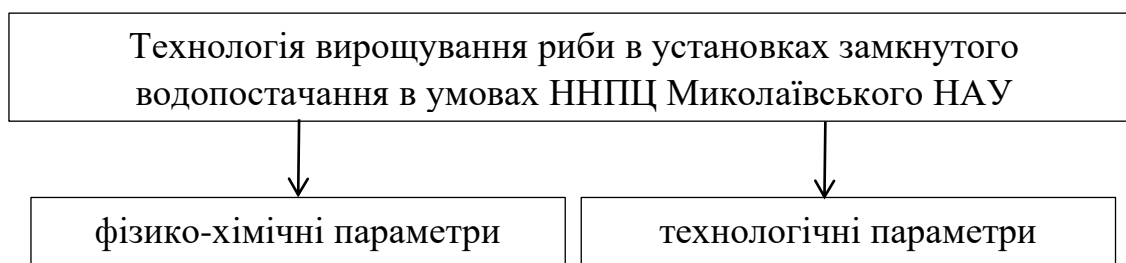 Технологія вирощування риби в установках замкнутого
водопостачання в умовах ННПЦ Миколаївського НАУ
фізико-хімічні параметри
технологічні параметри